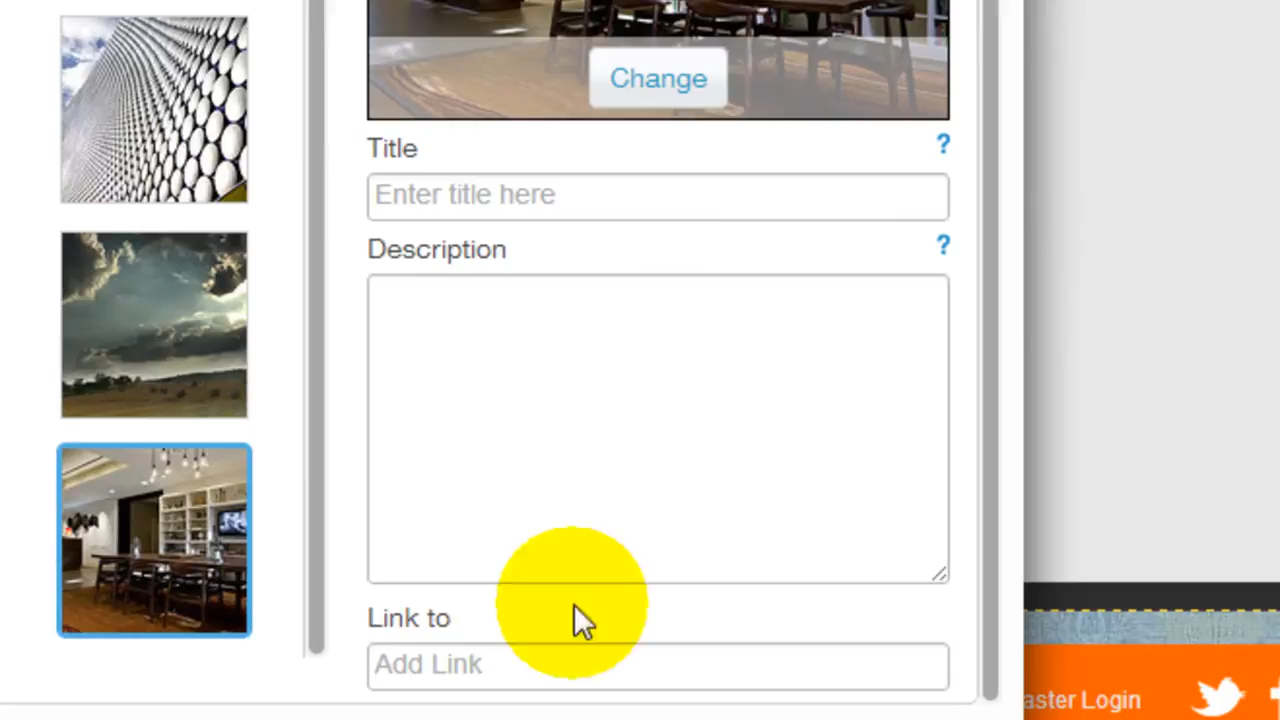 Change
Title
?
Enter title here
Description
?
Link to
Add Link
aster Login